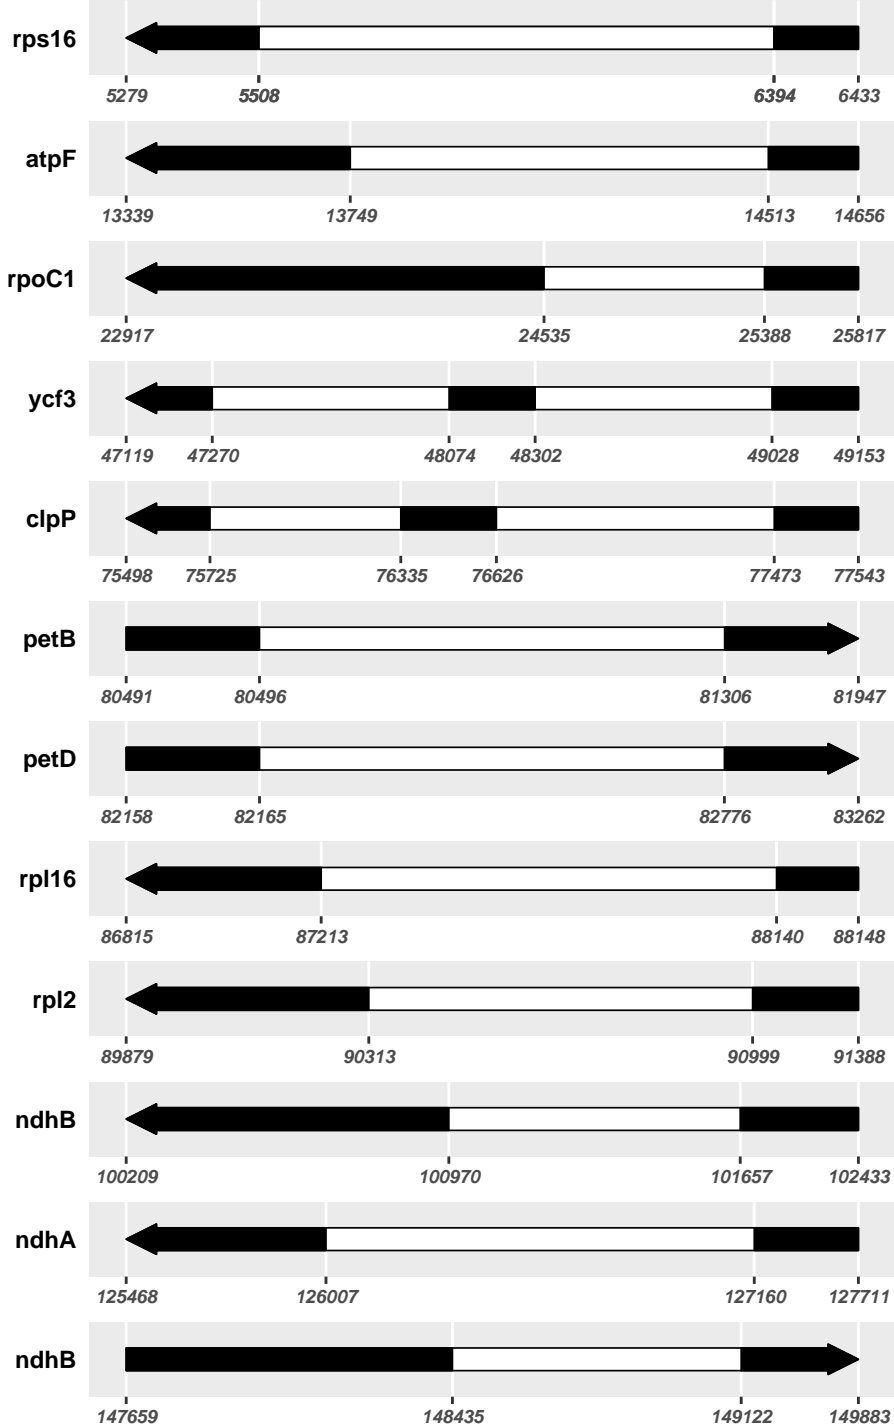 rps16
5279 5508 6394 6433
atpF
13339 13749 14513 14656
rpoC1
22917 24535 25388 25817
ycf3
47119 47270 48074 48302 49028 49153
clpP
75498 75725 76335 76626 77473 77543
petB
80491 80496 81306 81947
petD
82158 82165 82776 83262
rpl16
86815 87213 88140 88148
rpl2
89879 90313 90999 91388
ndhB
100209 100970 101657 102433
ndhA
125468 126007 127160 127711
ndhB
147659 148435 149122 149883